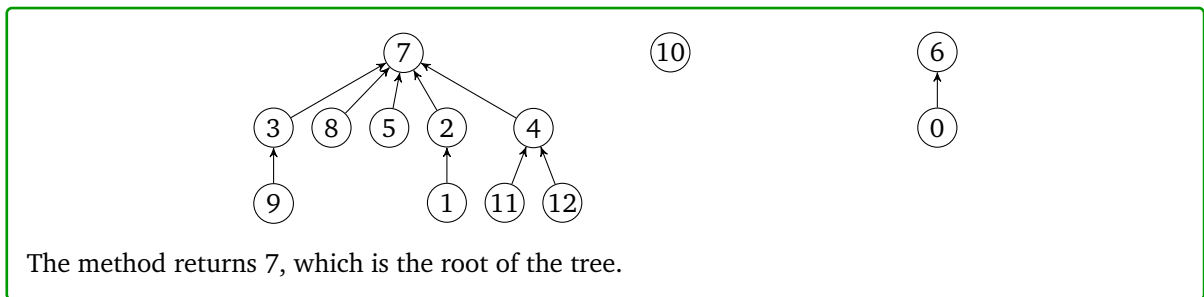 7 10 6
3 8 5 2 4 0
9 1 11 12
The method returns 7, which is the root of the tree.